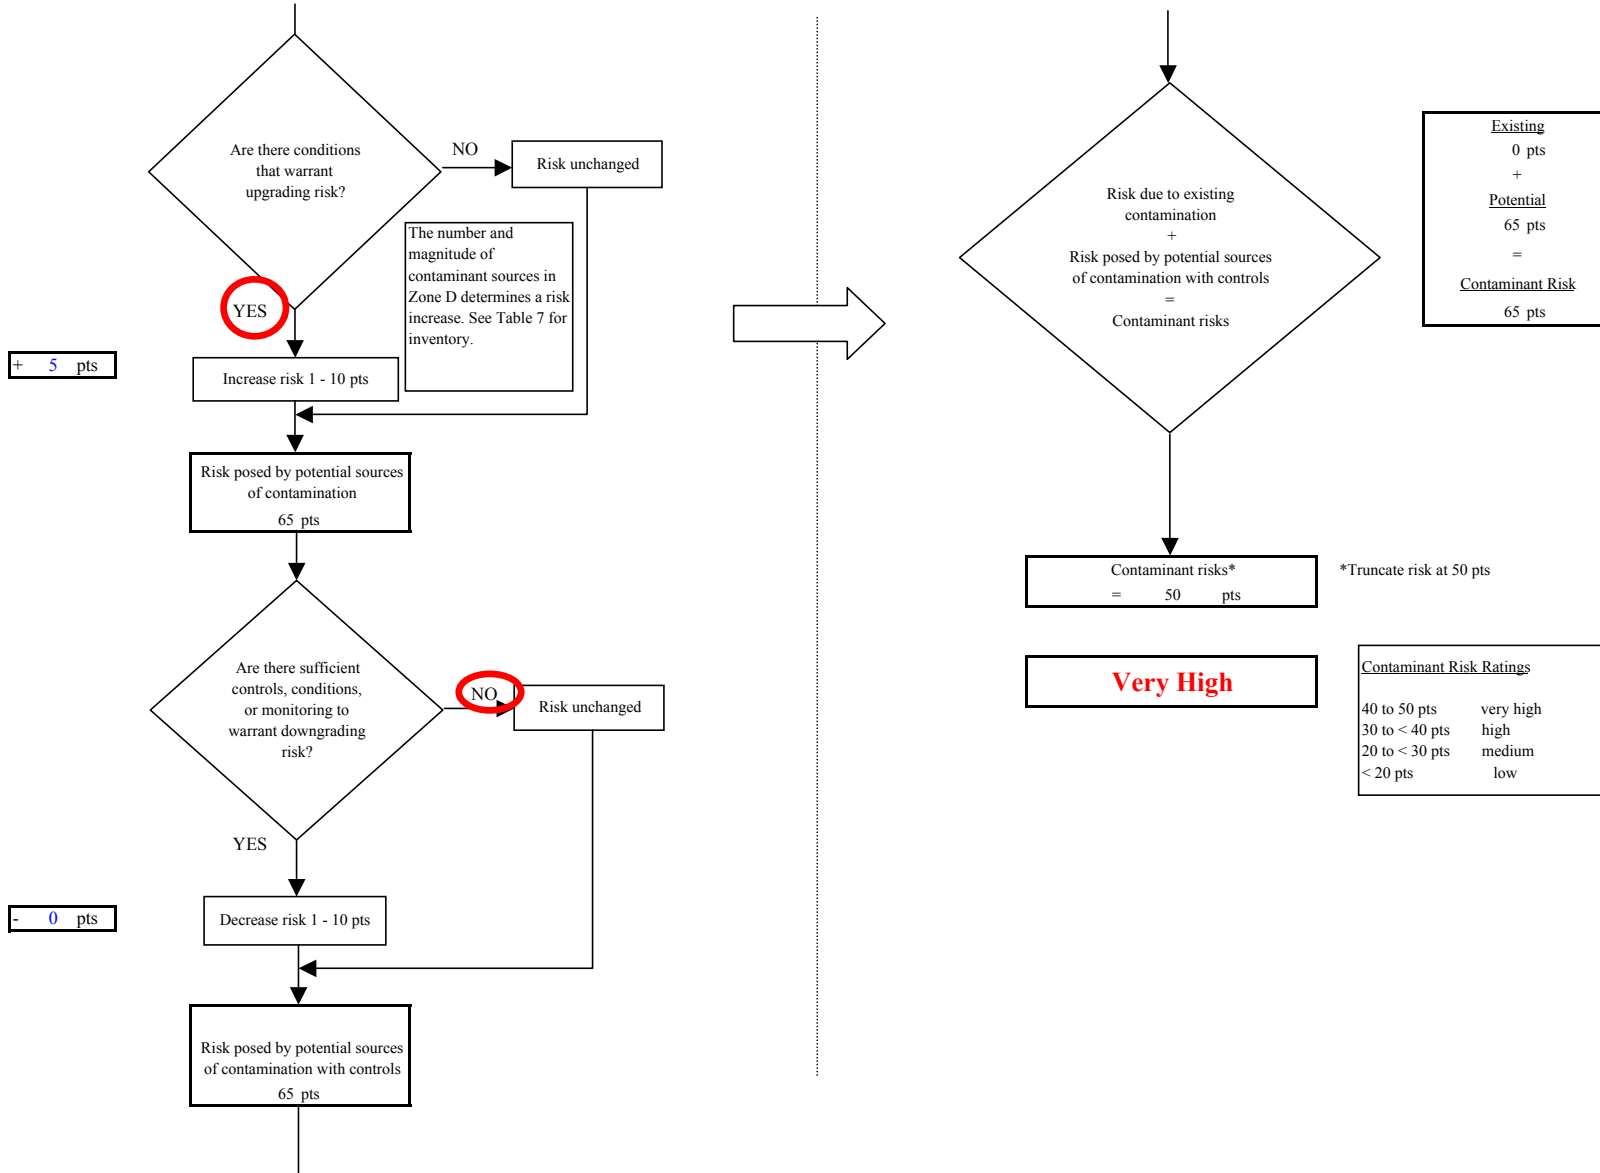 Are there conditions
that warrant
upgrading risk?
NO
Risk unchanged
The number and
magnitude of
contaminant sources in
Zone D determines a risk
increase. See Table 7 for
inventory.
YES
+ 5 pts
Increase risk 1 - 10 pts
Risk posed by potential sources
of contamination
65 pts
Are there sufficient
controls, conditions,
or monitoring to
warrant downgrading
risk?
NO
Risk unchanged
YES
- 0 pts
Decrease risk 1 - 10 pts
Risk posed by potential sources
of contamination with controls
65 pts
Risk due to existing
contamination
+
Risk posed by potential sources
of contamination with controls
=
Contaminant risks
Existing
0 pts
+
Potential
65 pts
=
Contaminant Risk
65 pts
Contaminant risks*
= 50 pts
*Truncate risk at 50 pts
Very High
Contaminant Risk Ratings
40 to 50 pts very high
30 to < 40 pts high
20 to < 30 pts medium
< 20 pts low